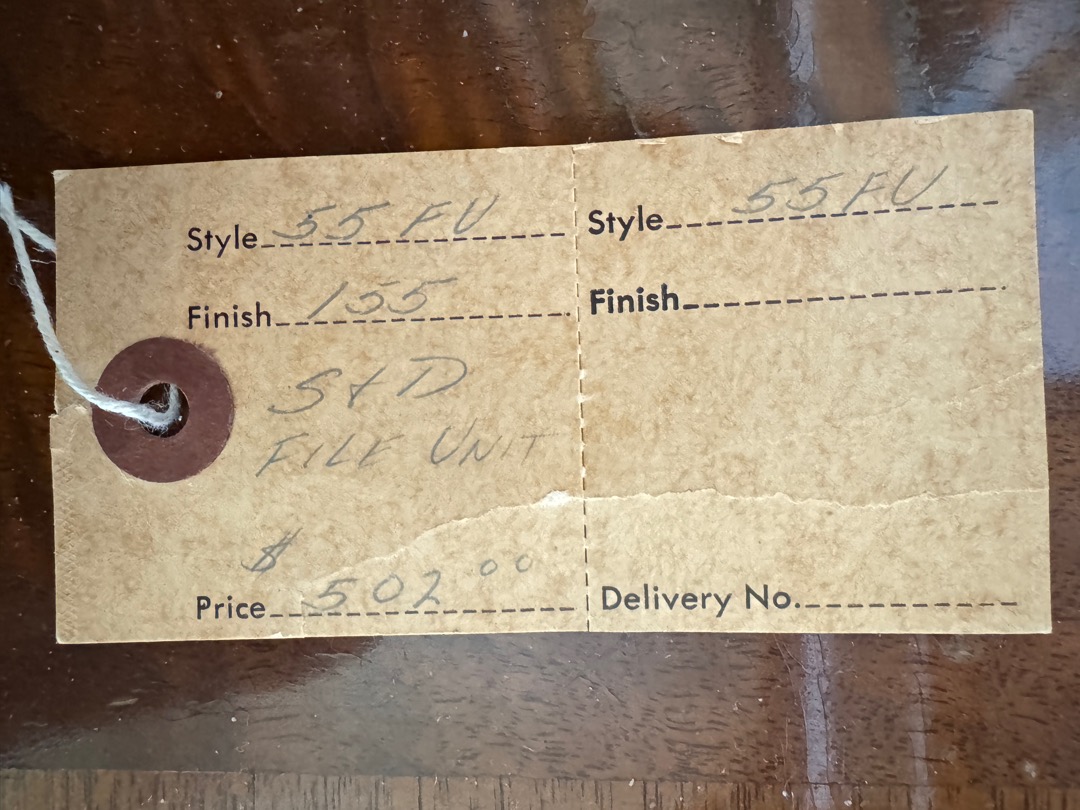 Style 55 FU
Finish 155
S & D
FILE UNIT
$
Price 502.00
Style 55 FU
Finish
Delivery No.